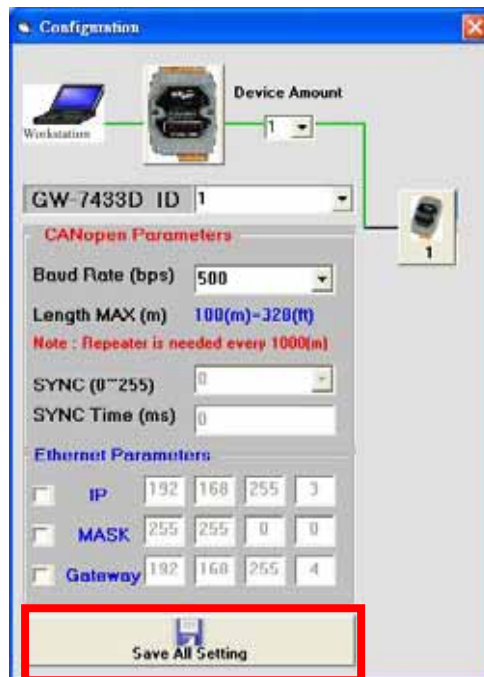 Configuration
Device Amount
Workstation
1
GW-7433D ID 1
1
CANopen Parameters
Baud Rate (bps) 500
Length MAX (m) 100(m)-328(ft)
Note : Repeater is needed every 1000(m)
SYNC (0~255) 0
SYNC Time (ms) 0
Ethernet Parameters
IP 192 168 255 3
MASK 255 255 0 0
Gateway 192 168 255 4
Save All Setting